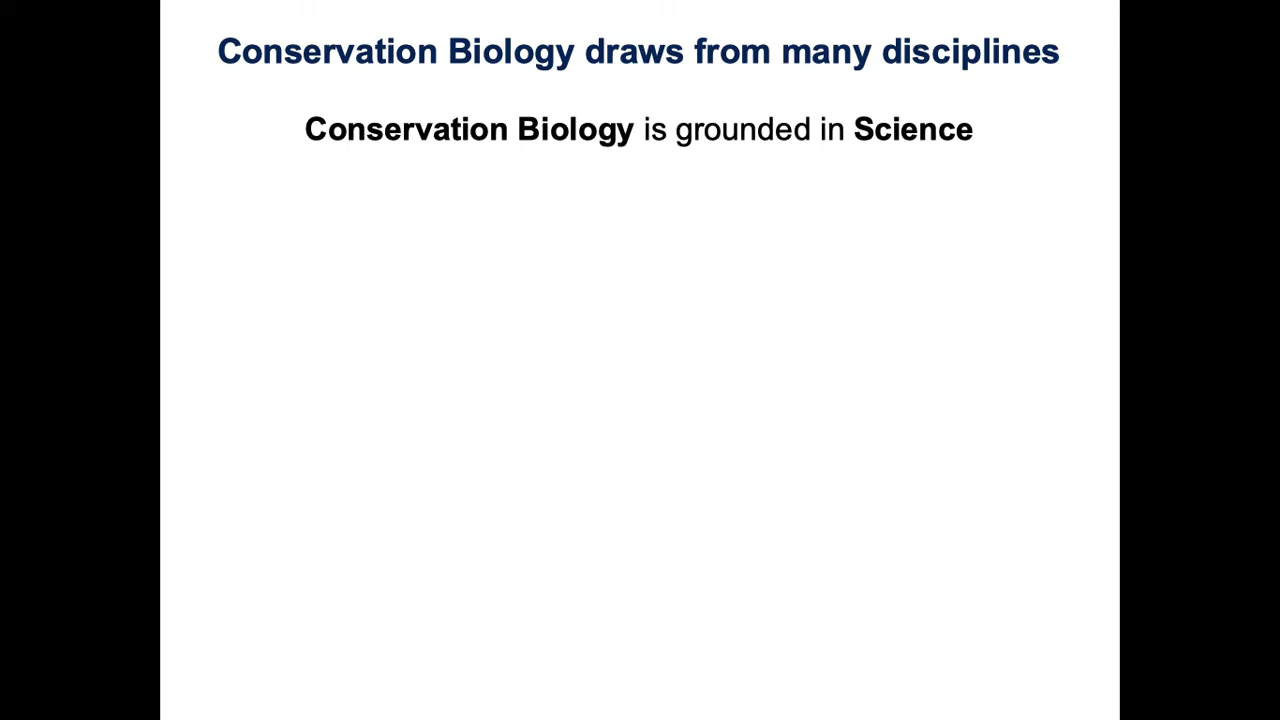 Conservation Biology draws from many disciplines
Conservation Biology is grounded in Science